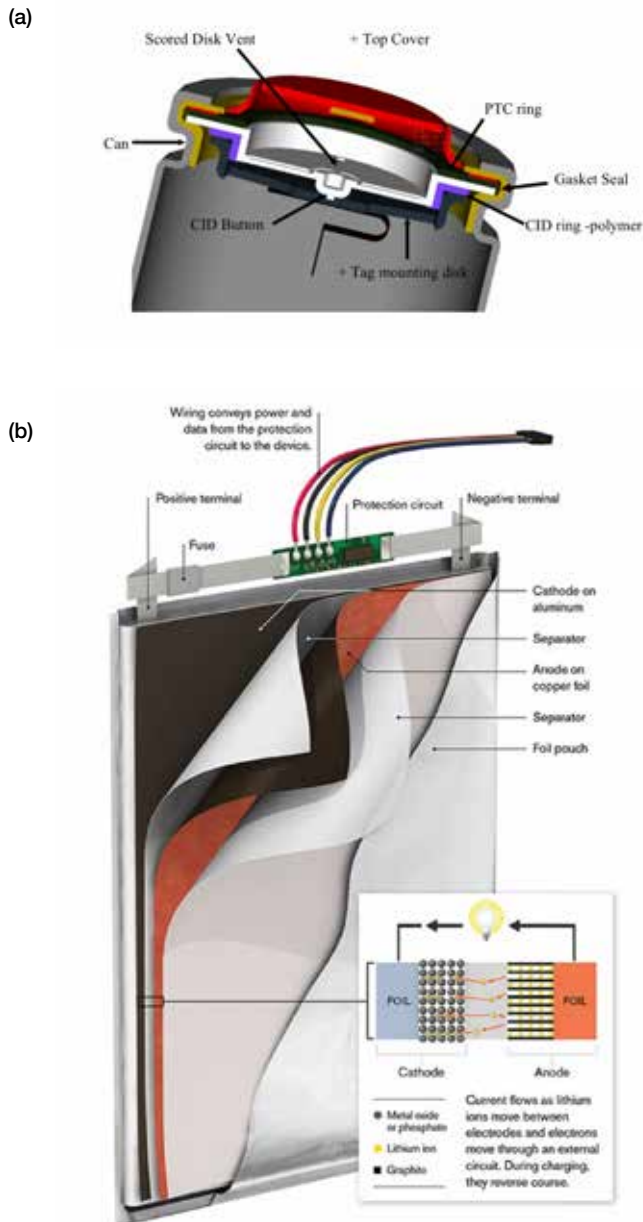 (a)
Scored Disk Vent
+ Top Cover
PTC ring
Can
Gasket Seal
CID Button
CID ring -polymer
+ Tag mounting disk
(b)
Wiring conveys power and
data from the protection
circuit to the device.
Positive terminal
Protection circuit
Negative terminal
Fuse
Cathode on
aluminum
Separator
Anode on
copper foil
Separator
Foil pouch
FOIL
FOIL
Cathode
Anode
Metal oxide
or phosphate
Lithium ion
Graphite
Current flows as lithium
ions move between
electrodes and electrons
move through an external
circuit. During charging,
they reverse course.